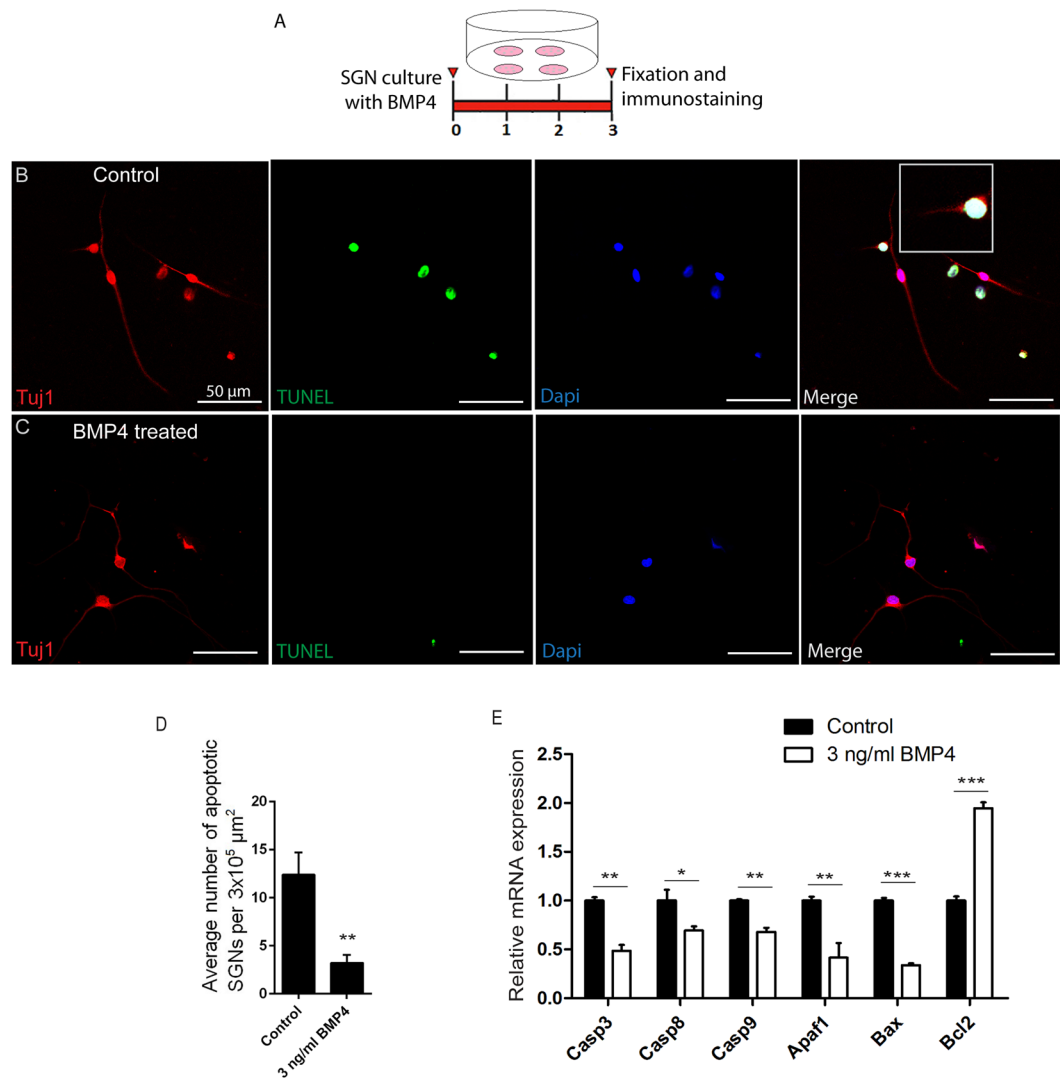 A
SGN culture
with BMP4
Fixation and
immunostaining
0 1 2 3
B
Control
Tuj1
50 µm
TUNEL
Dapi
Merge
C
BMP4 treated
Tuj1
TUNEL
Dapi
Merge
D
Average number of apoptotic
SGNs per 3x10⁵ µm²
20
15
10
5
0
**
Control
3 ng/ml BMP4
E
Control
3 ng/ml BMP4
Relative mRNA expression
2.5
2.0
1.5
1.0
0.5
0.0
** * ** ** *** ***
Casp3 Casp8 Casp9 Apaf1 Bax Bcl2